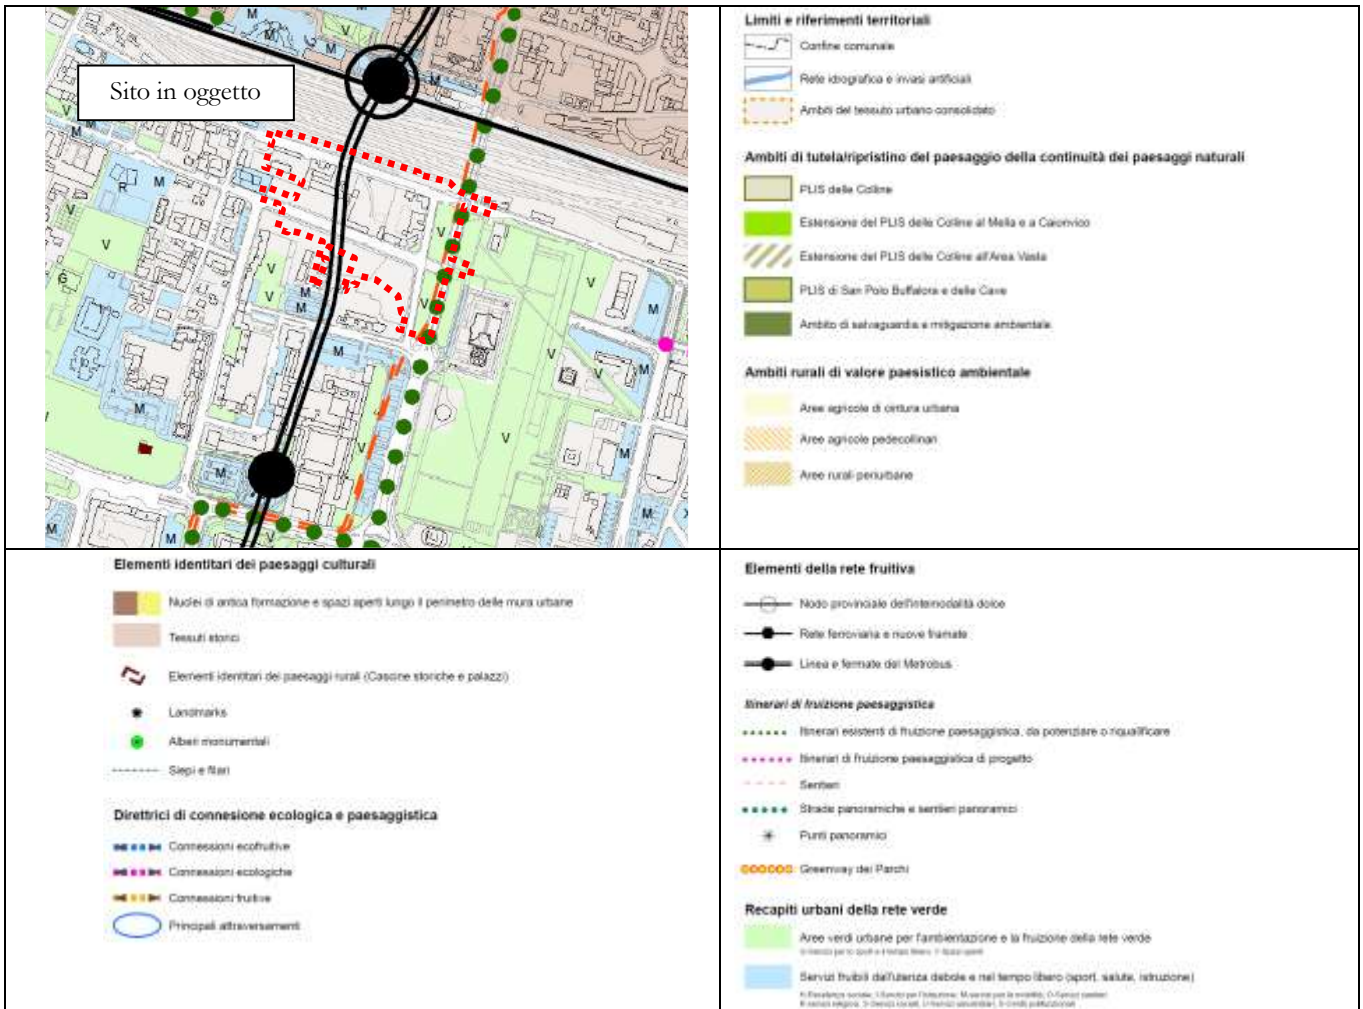 Sito in oggetto
Limiti e riferimenti territoriali
Confine comunale
Rete idrografica e invasi artificiali
Ambiti del tessuto urbano consolidato
Ambiti di tutela/ripristino del paesaggio della continuità dei paesaggi naturali
PLIS delle Colline
Estensione del PLIS delle Colline al Mella e a Caionvico
Estensione del PLIS delle Colline all'Area Vasta
PLIS di San Polo Buffalora e delle Cave
Ambito di salvaguardia e mitigazione ambientale
Ambiti rurali di valore paesistico ambientale
Aree agricole di cintura urbana
Aree agricole pedecollinari
Aree rurali periurbane
Elementi identitari dei paesaggi culturali
Nuclei di antica formazione e spazi aperti lungo il perimetro delle mura urbane
Tessuti storici
Elementi identitari dei paesaggi rurali (Cascine storiche e palazzi)
Landmarks
Alberi monumentali
Siepi e filari
Direttrici di connesione ecologica e paesaggistica
Connessioni ecofruitive
Connessioni ecologiche
Connessioni fruitive
Principali attraversamenti
Elementi della rete fruitiva
Nodo provinciale dell'intermodalità dolce
Rete ferroviaria e nuove framate
Linea e fermate del Metrobus
Itinerari di fruizione paesaggistica
Itinerari esistenti di fruizione paesaggistica, da potenziare o riqualificare
Itinerari di fruizione paesaggistica di progetto
Sentieri
Strade panoramiche e sentieri panoramici
Punti panoramici
Greenway dei Parchi
Recapiti urbani della rete verde
Aree verdi urbane per l'ambientazione e la fruizione della rete verde
Servizi fruibili dall'utenza debole e nel tempo libero (sport, salute, istruzione)